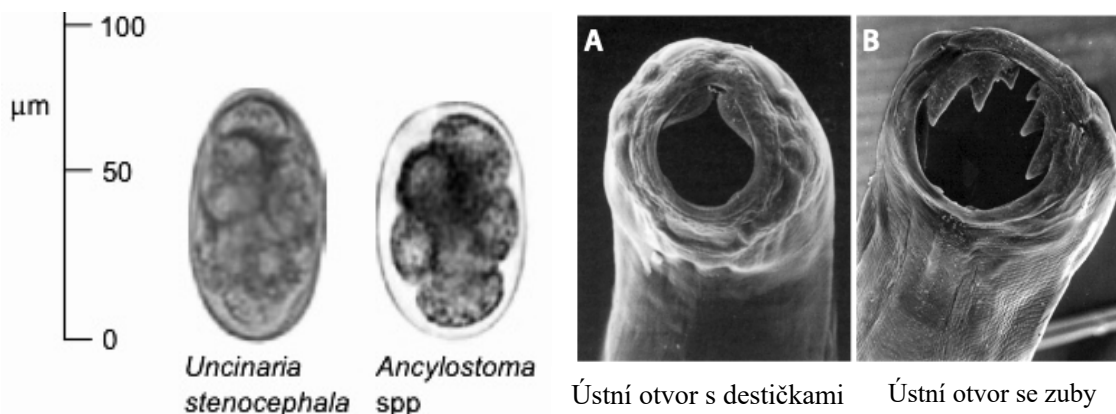 100
μm
50
0
Uncinaria
stenocephala
Ancylostoma
spp
A
B
Ústní otvor s destičkami
Ústní otvor se zuby